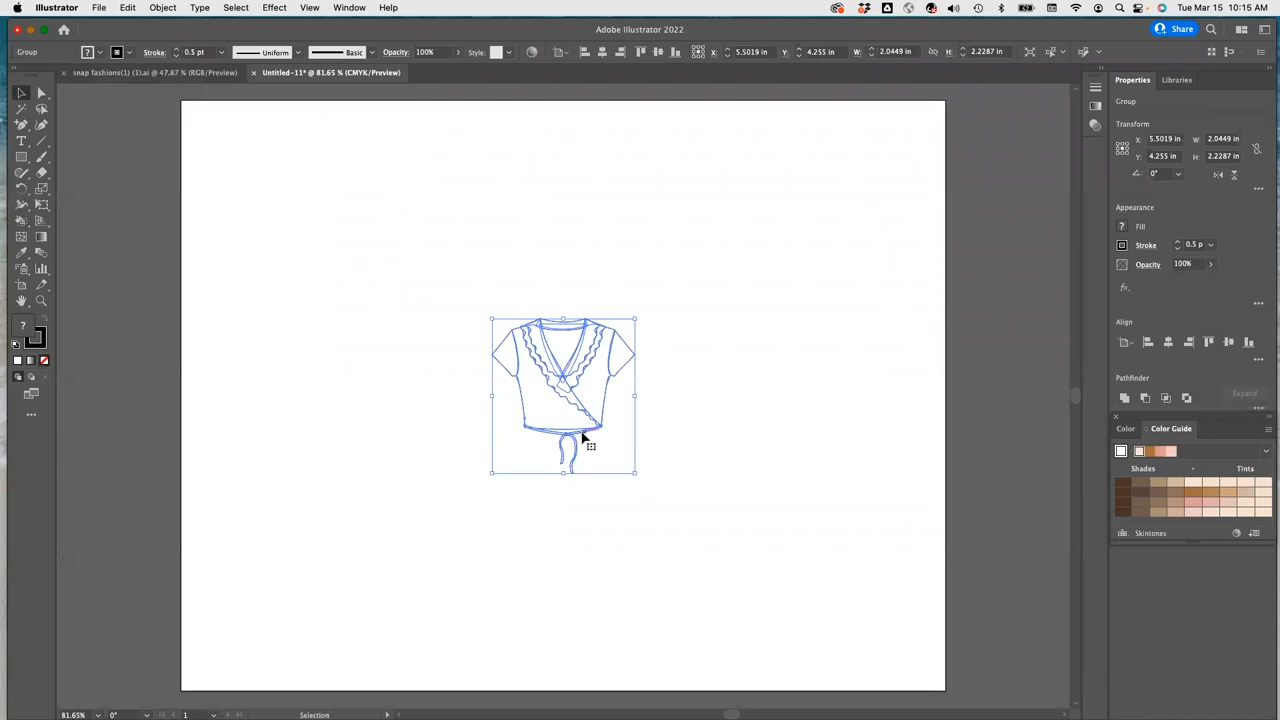 Illustrator File Edit Object Type Select Effect View Window Help
Tue Mar 15 10:15 AM
Adobe Illustrator 2022
Share
Group
?
Stroke: 0.5 pt
Uniform
Basic
Opacity: 100%
Style:
X: 5.5019 in
Y: 4.255 in
W: 2.0449 in
H: 2.2287 in
snap fashions(1) (1).ai @ 47.87 % (RGB/Preview)
Untitled-11* @ 81.65 % (CMYK/Preview)
Properties Libraries
Group
Transform
X: 5.5019 in W: 2.0449 in
Y: 4.255 in H: 2.2287 in
0°
Appearance
? Fill
Stroke 0.5 p
Opacity 100%
fx.
Align
Pathfinder
Expand
Color Color Guide
Shades Tints
Skintones
?
81.65% 0° 1 Selection